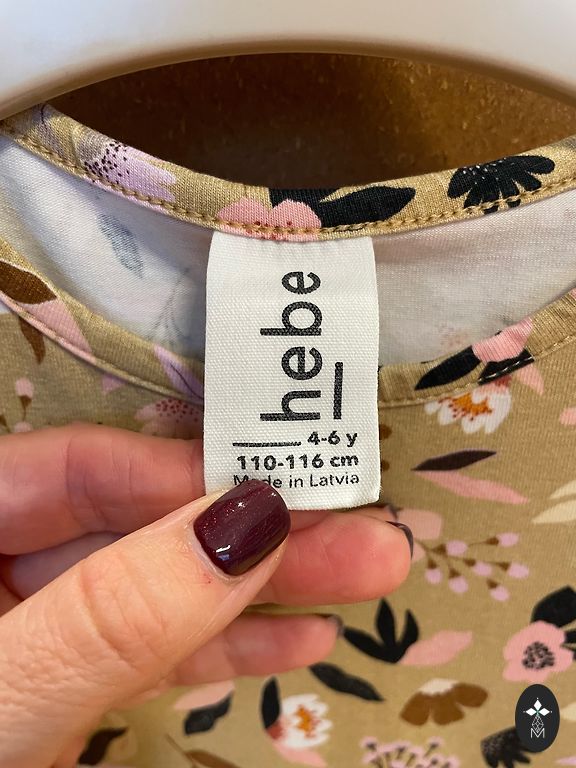 hebe
4-6 y
110-116 cm
Made in Latvia